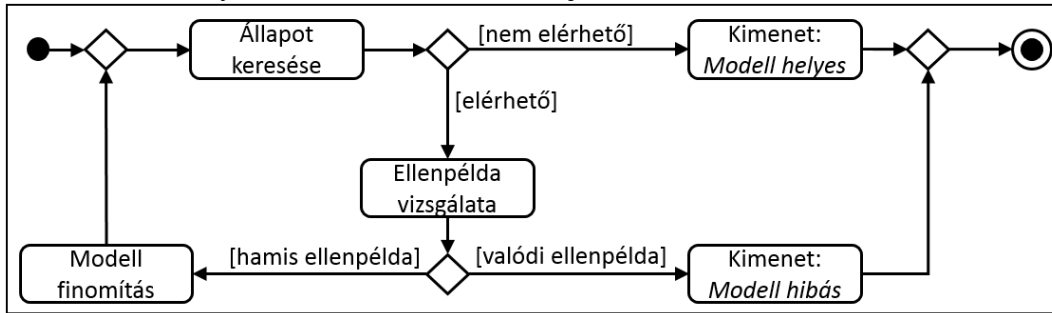 Állapot
keresése
[nem elérhető]
Kimenet:
Modell helyes
[elérhető]
Ellenpélda
vizsgálata
Modell
finomítás
[hamis ellenpélda]
[valódi ellenpélda]
Kimenet:
Modell hibás